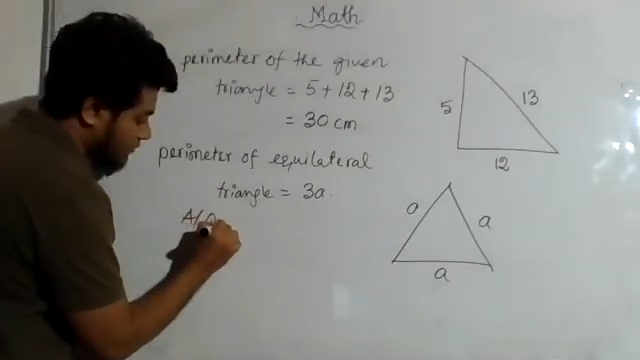 Math
perimeter of the given
triangle = 5 + 12 + 13
= 30 cm
perimeter of equilateral
triangle = 3a.
5
13
12
a
a
a